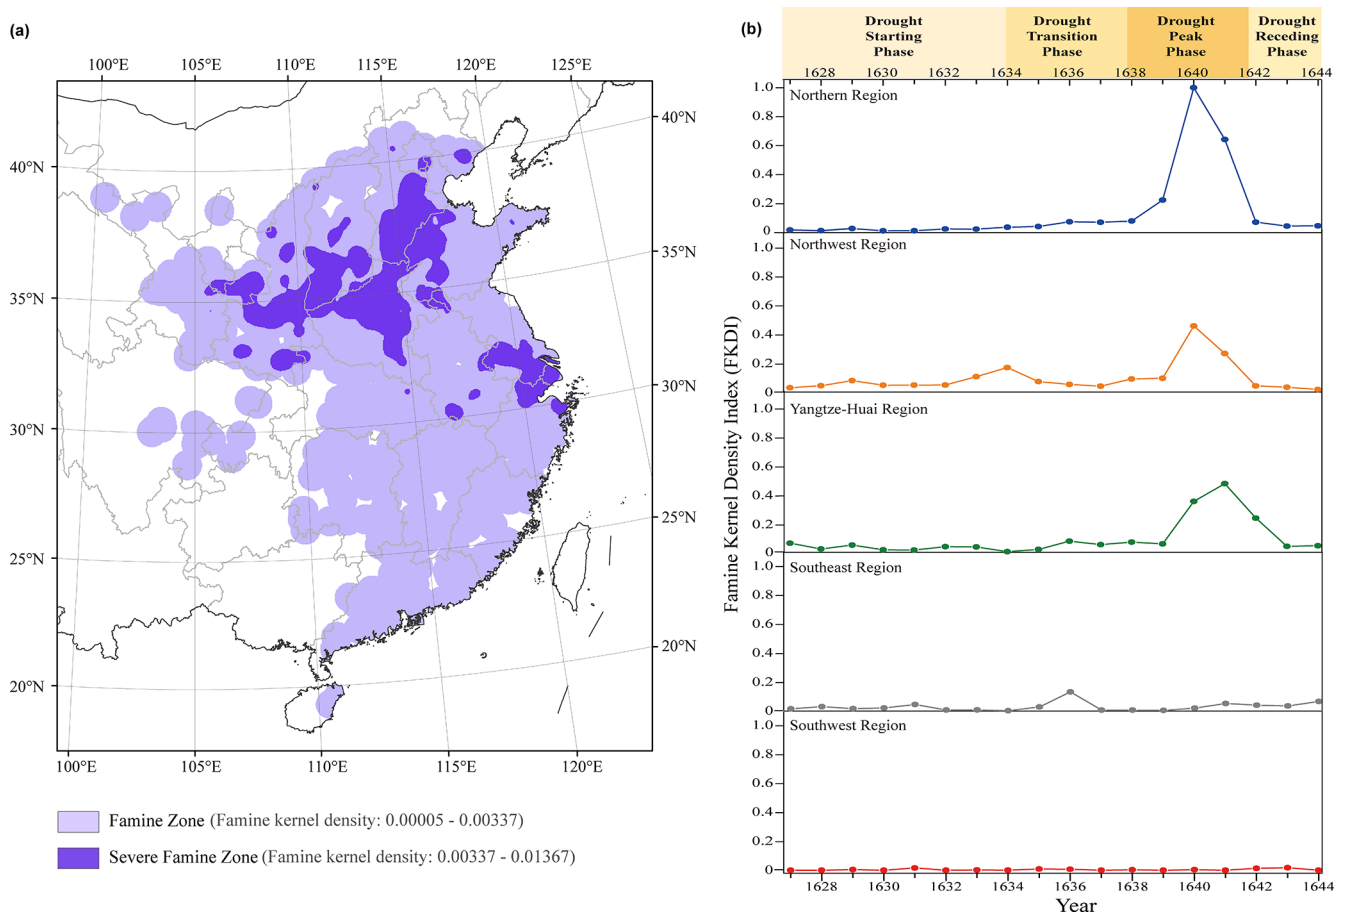 (a)
100°E 105°E 110°E 115°E 120°E 125°E
40°N
40°N
35°N
35°N
30°N
30°N
25°N
25°N
20°N
20°N
100°E 105°E 110°E 115°E 120°E
Famine Zone (Famine kernel density: 0.00005 - 0.00337)
Severe Famine Zone (Famine kernel density: 0.00337 - 0.01367)
(b)
Drought
Starting
Phase
Drought
Transition
Phase
Drought
Peak
Phase
Drought
Receding
Phase
1628 1630 1632 1634 1636 1638 1640 1642 1644
Famine Kernel Density Index (FKDI)
Northern Region
1.0
0.8
0.6
0.4
0.2
0
Northwest Region
1.0
0.8
0.6
0.4
0.2
0
Yangtze-Huai Region
1.0
0.8
0.6
0.4
0.2
0
Southeast Region
1.0
0.8
0.6
0.4
0.2
0
Southwest Region
1.0
0.8
0.6
0.4
0.2
0
1628 1630 1632 1634 1636 1638 1640 1642 1644
Year